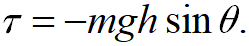 τ = −mgh sin θ.